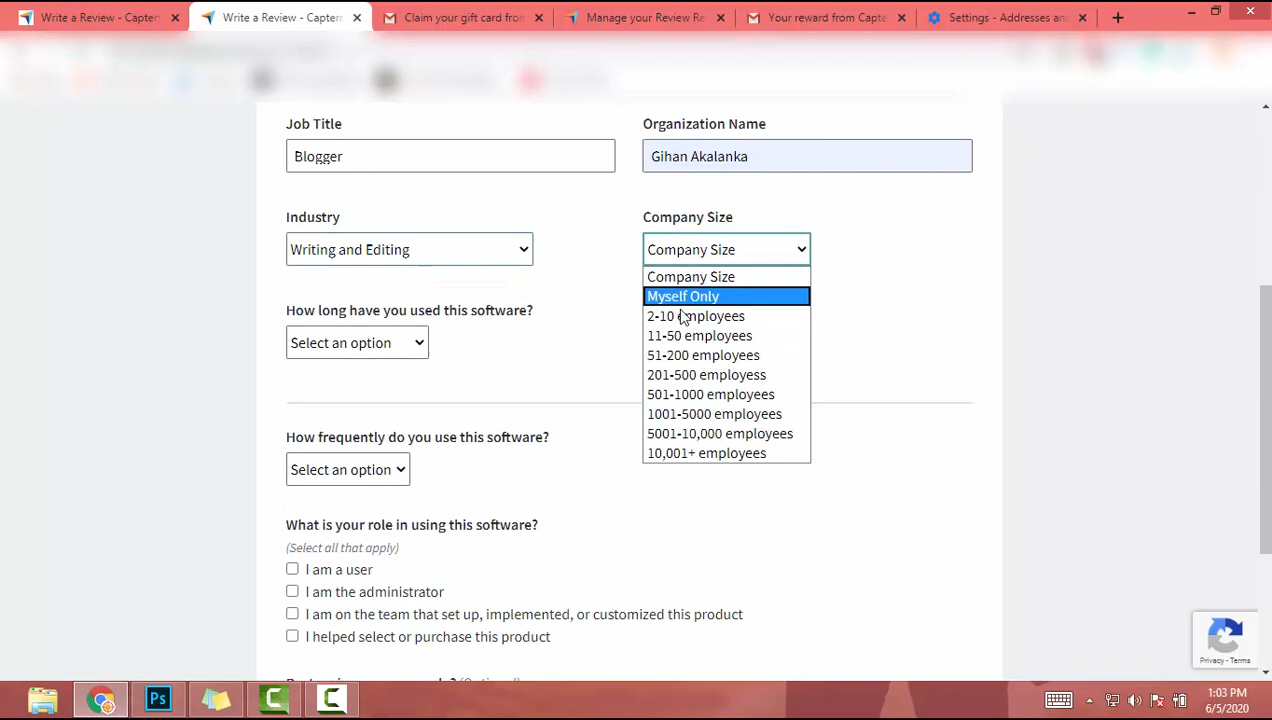 Write a Review - Capterr
Write a Review - Capterr
Claim your gift card from
Manage your Review Re
Your reward from Capte
Settings - Addresses an
Job Title
Organization Name
Blogger
Gihan Akalanka
Industry
Company Size
Writing and Editing
Company Size
Company Size
Myself Only
How long have you used this software?
2-10 employees
11-50 employees
Select an option
51-200 employees
201-500 employess
501-1000 employees
1001-5000 employees
How frequently do you use this software?
5001-10,000 employees
10,001+ employees
Select an option
What is your role in using this software?
(Select all that apply)
I am a user
I am the administrator
I am on the team that set up, implemented, or customized this product
I helped select or purchase this product
Privacy - Terms
Ps
1:03 PM
6/5/2020